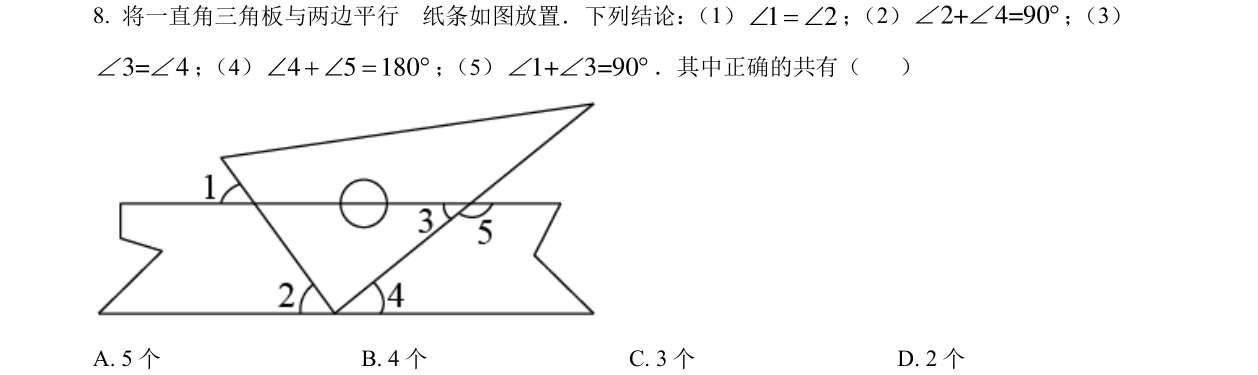 8. 将一直角三角板与两边平行 纸条如图放置．下列结论：（1）∠1=∠2；（2）∠2+∠4=90°；（3）
∠3=∠4；（4）∠4+∠5=180°；（5）∠1+∠3=90°．其中正确的共有（ ）
1
3
5
2
4
A. 5 个 B. 4 个 C. 3 个 D. 2 个